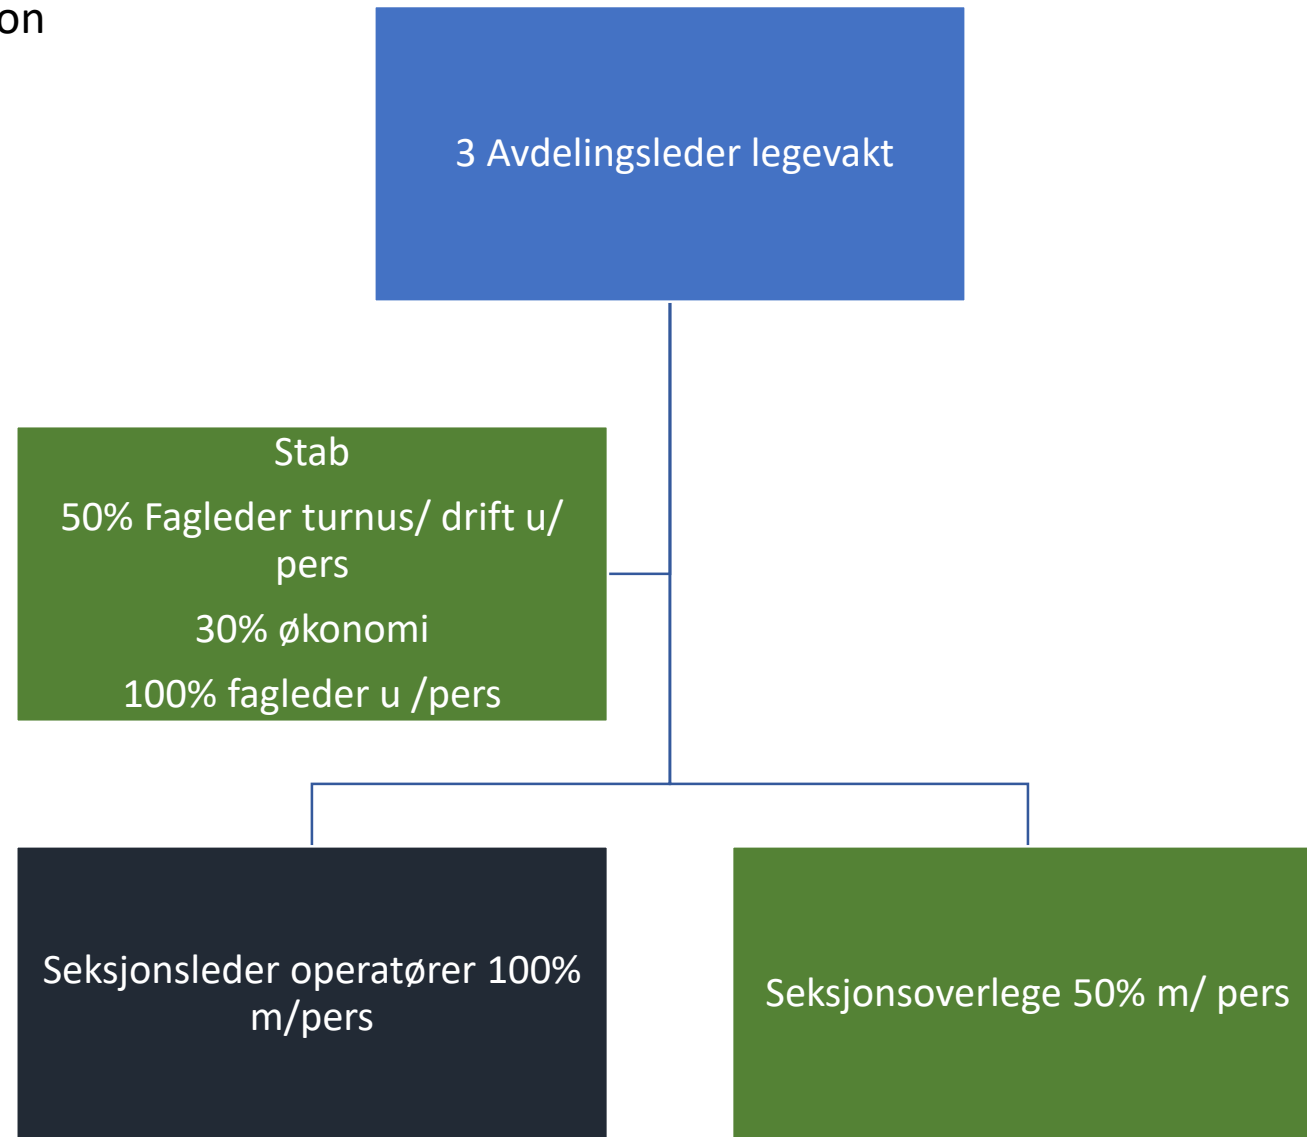 on
3 Avdelingsleder legevakt
Stab
50% Fagleder turnus/ drift u/
pers
30% økonomi
100% fagleder u /pers
Seksjonsleder operatører 100%
m/pers
Seksjonsoverlege 50% m/ pers